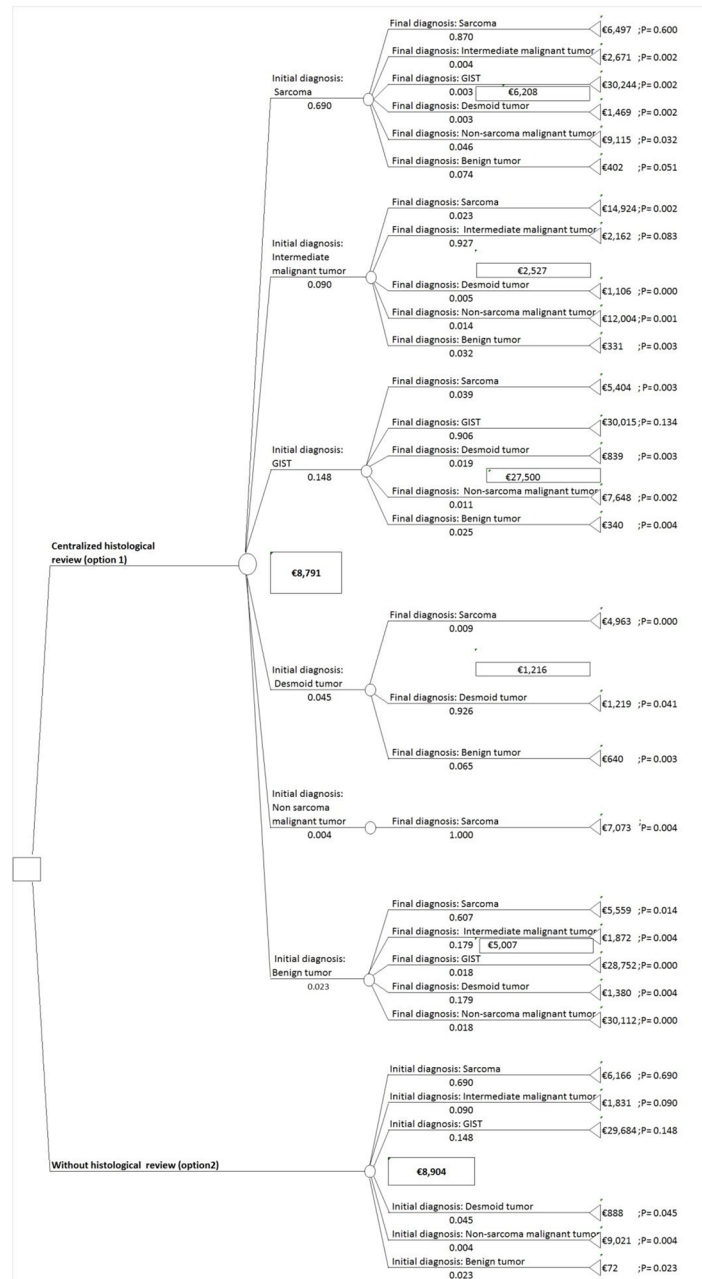 Final diagnosis: Sarcoma
0.870
€6,497 ;P= 0.600
Final diagnosis: Intermediate malignant tumor
0.004
€2,671 ;P= 0.002
Initial diagnosis:
Sarcoma
0.690
Final diagnosis: GIST
0.003
€6,208
€30,244;P= 0.002
Final diagnosis: Desmoid tumor
0.003
€1,469 ;P= 0.002
Final diagnosis: Non-sarcoma malignant tumor
0.046
€9,115 ;P= 0.032
Final diagnosis: Benign tumor
0.074
€402 ;P= 0.051
Final diagnosis: Sarcoma
0.023
€14,924;P= 0.002
Initial diagnosis:
Intermediate
malignant tumor
0.090
Final diagnosis: Intermediate malignant tumor
0.927
€2,162 ;P= 0.083
€2,527
Final diagnosis: Desmoid tumor
0.005
€1,106 ;P= 0.000
Final diagnosis: Non-sarcoma malignant tumor
0.014
€12,004;P= 0.001
Final diagnosis: Benign tumor
0.032
€331 ;P= 0.003
Final diagnosis: Sarcoma
0.039
€5,404 ;P= 0.003
Final diagnosis: GIST
0.906
€30,015;P= 0.134
Initial diagnosis:
GIST
0.148
Final diagnosis: Desmoid tumor
0.019
€839 ;P= 0.003
€27,500
Final diagnosis: Non-sarcoma malignant tumor
0.011
€7,648 ;P= 0.002
Final diagnosis: Benign tumor
0.025
€340 ;P= 0.004
Centralized histological
review (option 1)
€8,791
Final diagnosis: Sarcoma
0.009
€4,963 ;P= 0.000
Initial diagnosis:
Desmoid tumor
0.045
€1,216
Final diagnosis: Desmoid tumor
0.926
€1,219 ;P= 0.041
Final diagnosis: Benign tumor
0.065
€640 ;P= 0.003
Initial diagnosis:
Non sarcoma
malignant tumor
0.004
Final diagnosis: Sarcoma
1.000
€7,073 'P= 0.004
Final diagnosis: Sarcoma
0.607
€5,559 ;P= 0.014
Final diagnosis: Intermediate malignant tumor
0.179
€5,007
€1,872 ;P= 0.004
Initial diagnosis:
Benign tumor
0.023
Final diagnosis: GIST
0.018
€28,752;P= 0.000
Final diagnosis: Desmoid tumor
0.179
€1,380 ;P= 0.004
Final diagnosis: Non-sarcoma malignant tumor
0.018
€30,112;P= 0.000
Initial diagnosis: Sarcoma
0.690
€6,166 ;P= 0.690
Initial diagnosis: Intermediate malignant tumor
0.090
€1,831 ;P= 0.090
Initial diagnosis: GIST
0.148
€29,684;P= 0.148
Without histological review (option2)
€8,904
Initial diagnosis: Desmoid tumor
0.045
€888 ;P= 0.045
Initial diagnosis: Non-sarcoma malignant tumor
0.004
€9,021 ;P= 0.004
Initial diagnosis: Benign tumor
0.023
€72 ;P= 0.023